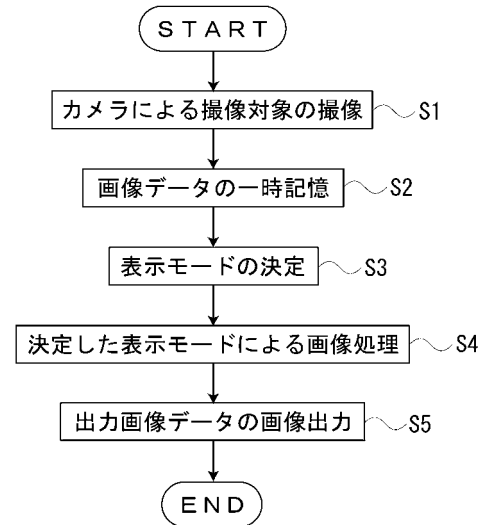 START
カメラによる撮像対象の撮像 S1
画像データの一時記憶 S2
表示モードの決定 S3
決定した表示モードによる画像処理 S4
出力画像データの画像出力 S5
END